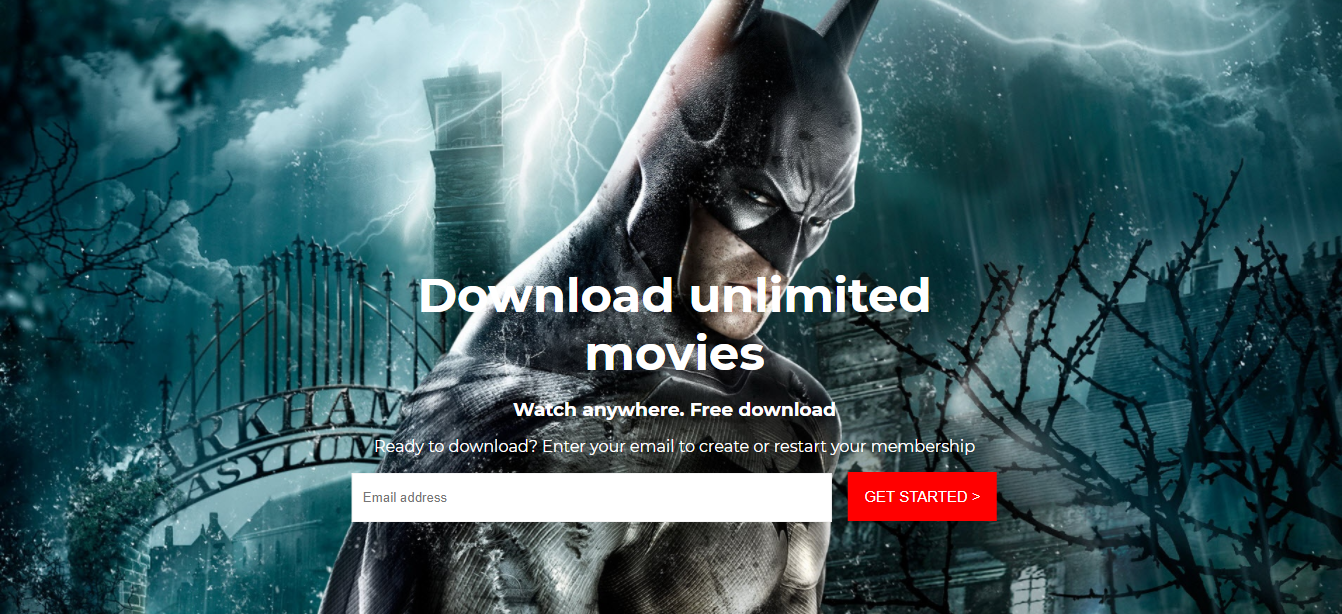 ARKHAM
ASYLUM
Download unlimited
movies
Watch anywhere. Free download
Ready to download? Enter your email to create or restart your membership
Email address
GET STARTED >